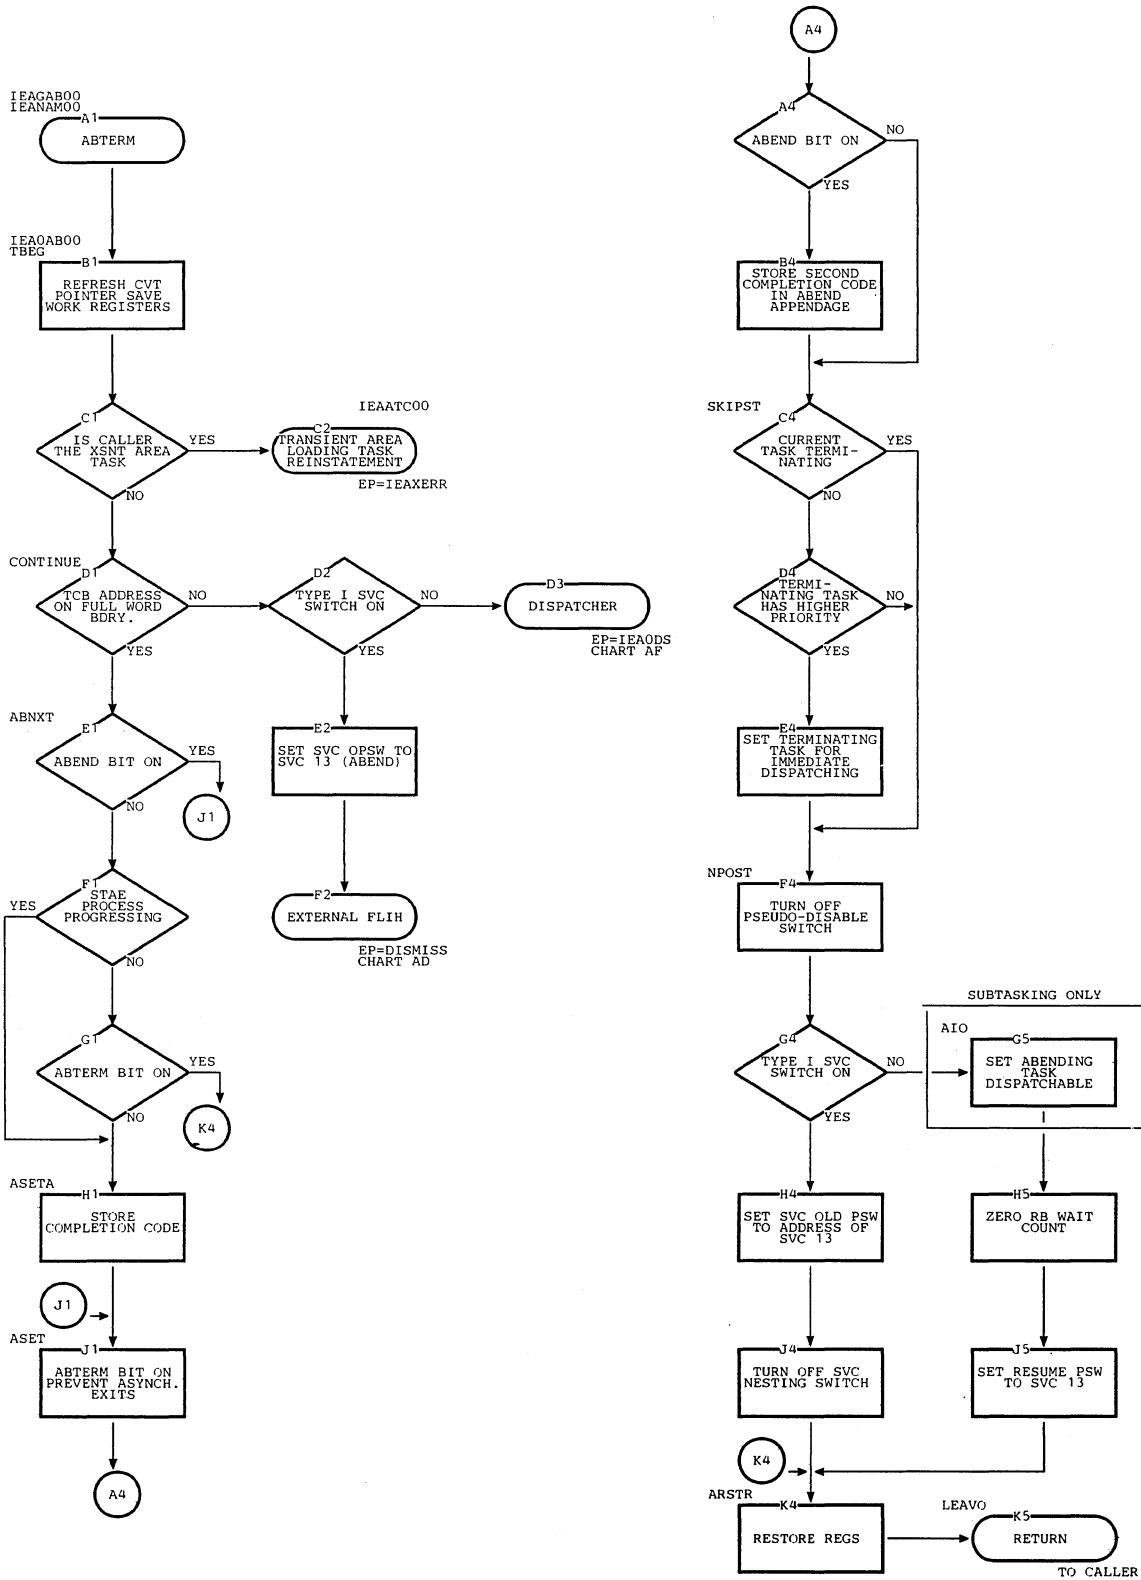 IEAGAB00
IEANAM00
A1
ABTERM
IEA0AB00
TBEG
B1
REFRESH CVT
POINTER SAVE
WORK REGISTERS
C1
IS CALLER
THE XSNT AREA
TASK
YES
NO
IEAATC00
C2
TRANSIENT AREA
LOADING TASK
REINSTATEMENT
EP=IEAXERR
CONTINUE
D1
TCB ADDRESS
ON FULL WORD
BDRY.
NO
YES
D2
TYPE I SVC
SWITCH ON
NO
YES
D3
DISPATCHER
EP=IEA0DS
CHART AF
ABNXT
E1
ABEND BIT ON
YES
NO
J1
E2
SET SVC OPSW TO
SVC 13 (ABEND)
F1
STAE
PROCESS
PROGRESSING
YES
NO
F2
EXTERNAL FLIH
EP=DISMISS
CHART AD
G1
ABTERM BIT ON
YES
NO
K4
ASETA
H1
STORE
COMPLETION CODE
J1
ASET
J1
ABTERM BIT ON
PREVENT ASYNCH.
EXITS
A4
A4
A4
ABEND BIT ON
NO
YES
B4
STORE SECOND
COMPLETION CODE
IN ABEND
APPENDAGE
SKIPST
C4
CURRENT
TASK TERMI-
NATING
YES
NO
D4
TERMI-
NATING TASK
HAS HIGHER
PRIORITY
NO
YES
E4
SET TERMINATING
TASK FOR
IMMEDIATE
DISPATCHING
NPOST
F4
TURN OFF
PSEUDO-DISABLE
SWITCH
G4
TYPE I SVC
SWITCH ON
NO
YES
SUBTASKING ONLY
AIO
G5
SET ABENDING
TASK
DISPATCHABLE
H4
SET SVC OLD PSW
TO ADDRESS OF
SVC 13
H5
ZERO RB WAIT
COUNT
J4
TURN OFF SVC
NESTING SWITCH
J5
SET RESUME PSW
TO SVC 13
K4
ARSTR
K4
RESTORE REGS
LEAVO
K5
RETURN
TO CALLER